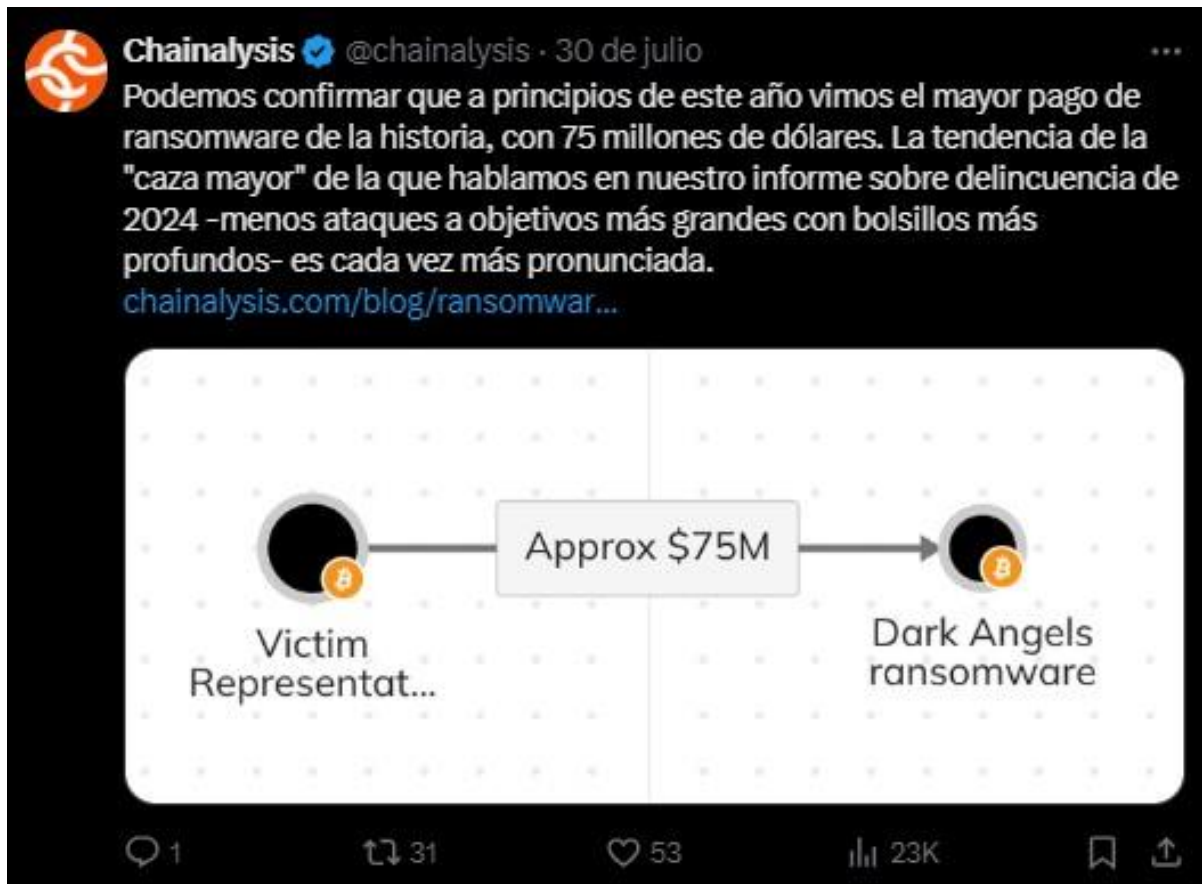 Chainalysis @chainalysis · 30 de julio
Podemos confirmar que a principios de este año vimos el mayor pago de
ransomware de la historia, con 75 millones de dólares. La tendencia de la
"caza mayor" de la que hablamos en nuestro informe sobre delincuencia de
2024 -menos ataques a objetivos más grandes con bolsillos más
profundos- es cada vez más pronunciada.
chainalysis.com/blog/ransomwar...
Approx $75M
Victim
Representat...
Dark Angels
ransomware
1 31 53 23K